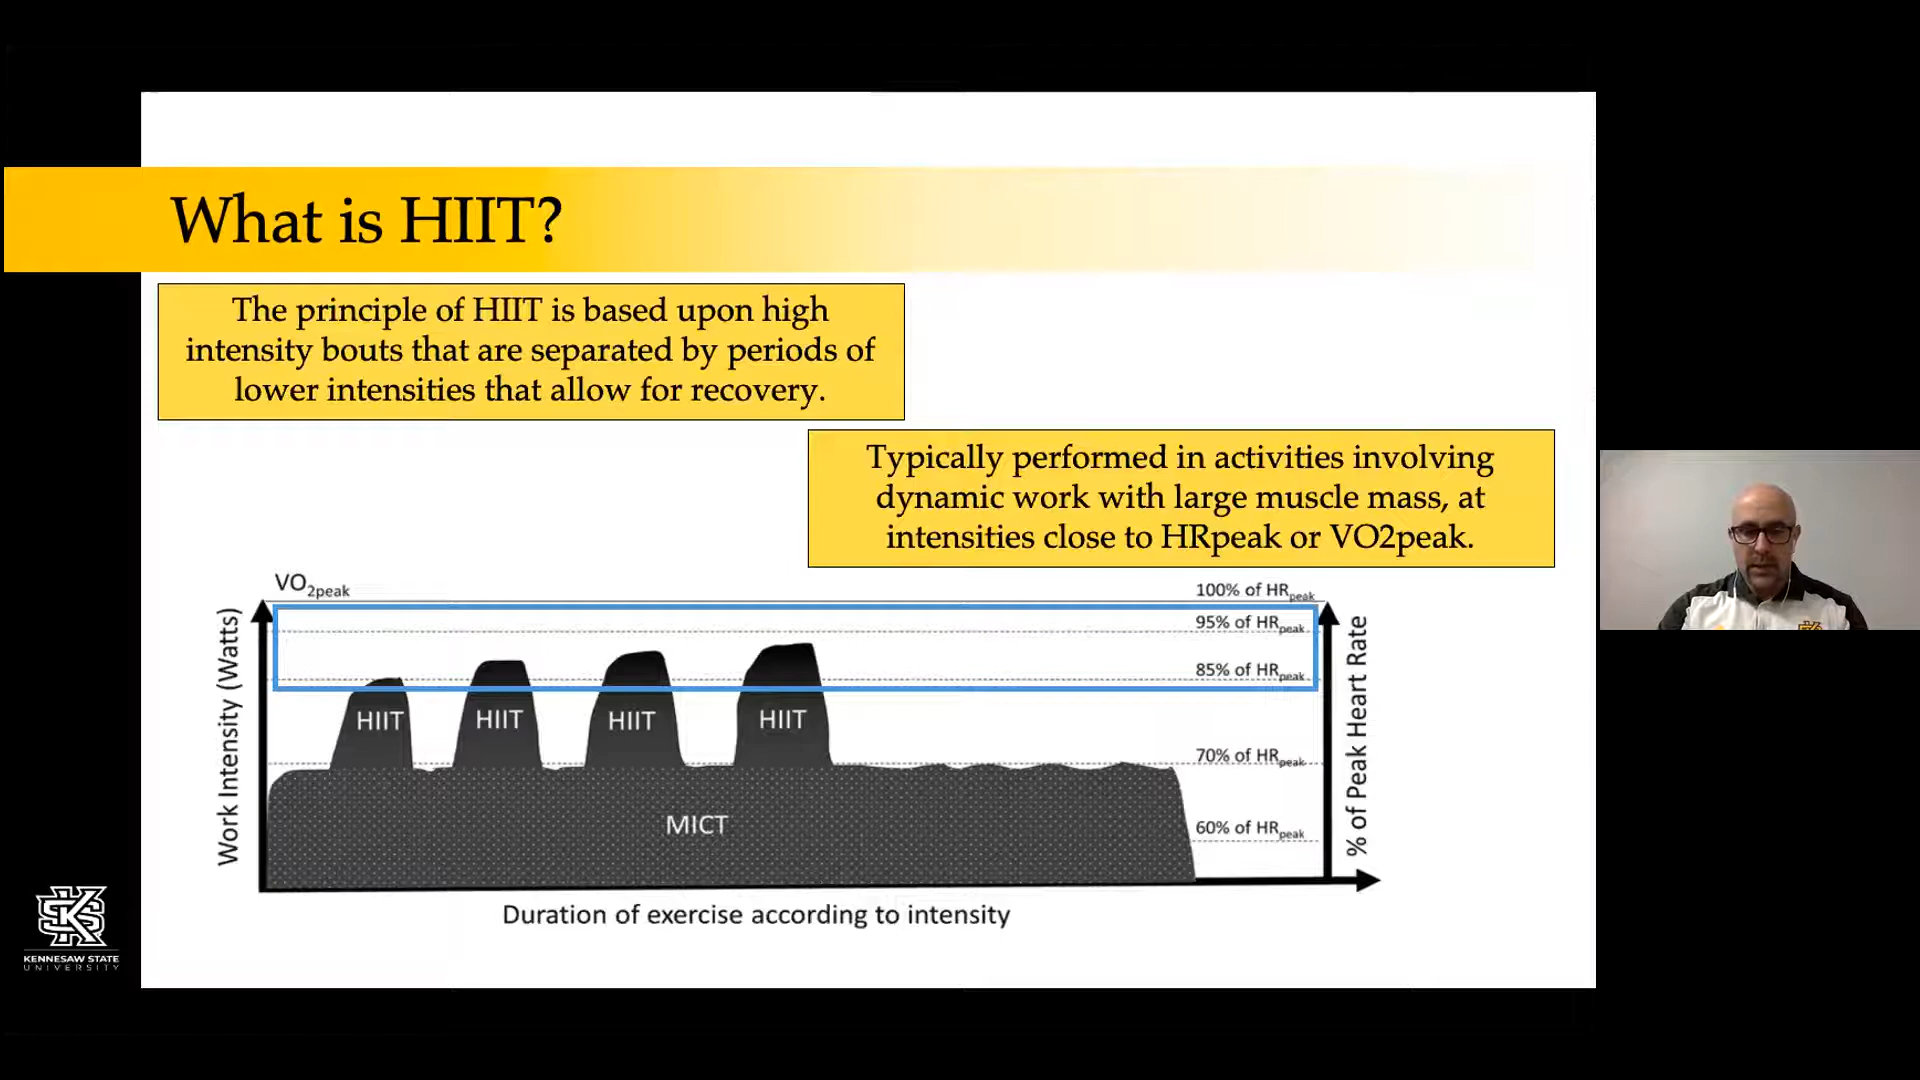 What is HIIT?
The principle of HIIT is based upon high
intensity bouts that are separated by periods of
lower intensities that allow for recovery.
Typically performed in activities involving
dynamic work with large muscle mass, at
intensities close to HRpeak or VO2peak.
VO2peak
100% of HRpeak
95% of HRpeak
85% of HRpeak
70% of HRpeak
60% of HRpeak
Work Intensity (Watts)
% of Peak Heart Rate
HIIT
HIIT
HIIT
HIIT
MICT
Duration of exercise according to intensity
KENNESAW STATE
UNIVERSITY